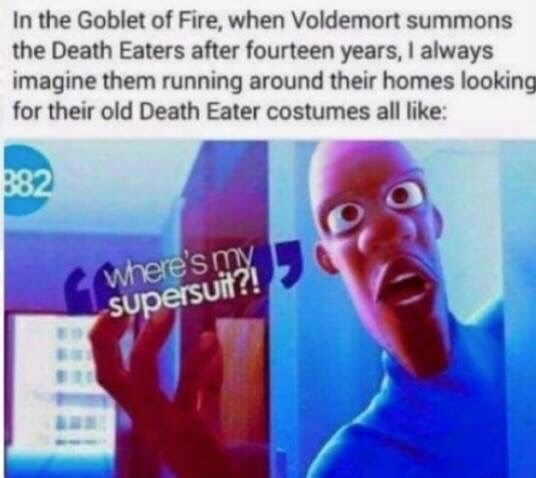 In the Goblet of Fire, when Voldemort summons
the Death Eaters after fourteen years, I always
imagine them running around their homes looking
for their old Death Eater costumes all like:
382
“where's my
supersuit?!”